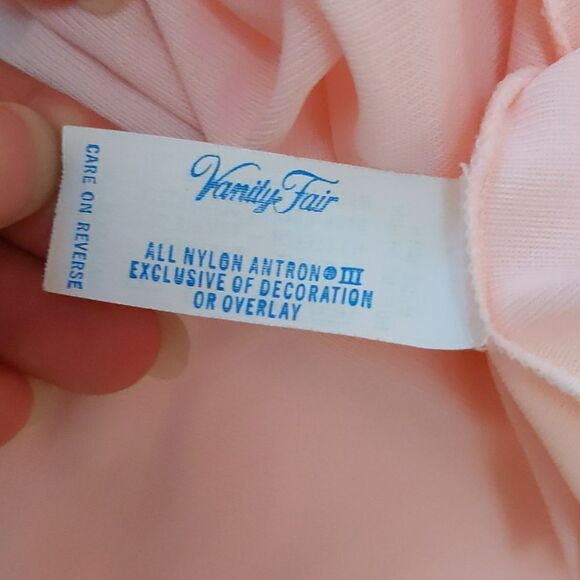 Vanity Fair
ALL NYLON ANTRON® III
EXCLUSIVE OF DECORATION
OR OVERLAY
CARE ON REVERSE